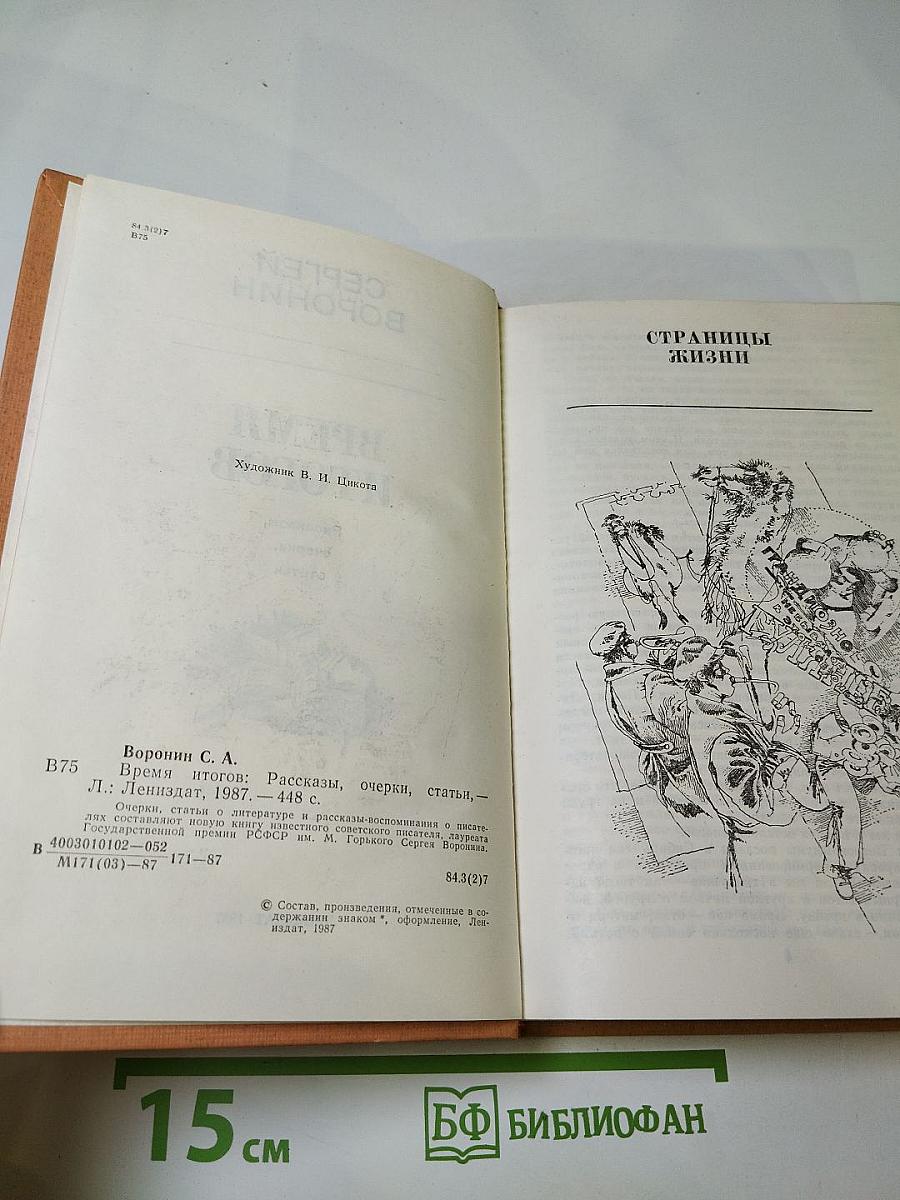 84.3(2)7
В75
Художник В. И. Цикота
Воронин С. А.
В75 Время итогов: Рассказы, очерки, статьи,—
Л.: Лениздат, 1987.— 448 с.
Очерки, статьи о литературе и рассказы-воспоминания о писате-
лях составляют новую книгу известного советского писателя, лауреата
Государственной премии РСФСР им. М. Горького Сергея Воронина.
В 4003010102—052
М171(03)—87
171—87
84.3(2)7
© Состав, произведения, отмеченные в со-
держании знаком *, оформление, Лен-
издат, 1987
СТРАНИЦЫ
ЖИЗНИ
15 см
БФ БИБЛИОФАН